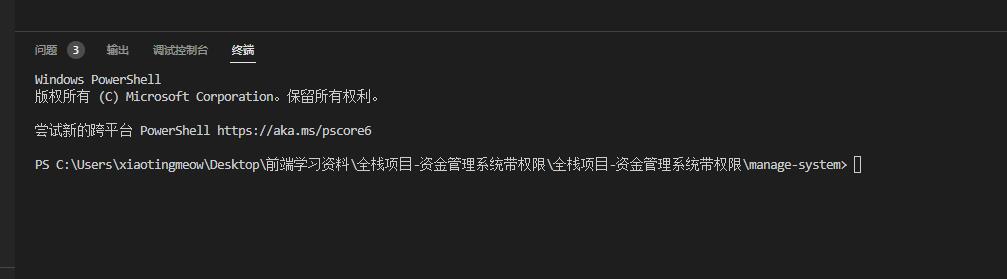 问题 3 输出 调试控制台 终端
Windows PowerShell
版权所有 (C) Microsoft Corporation。保留所有权利。
尝试新的跨平台 PowerShell https://aka.ms/pscore6
PS C:\Users\xiaotingmeow\Desktop\前端学习资料\全栈项目-资金管理系统带权限\全栈项目-资金管理系统带权限\manage-system>